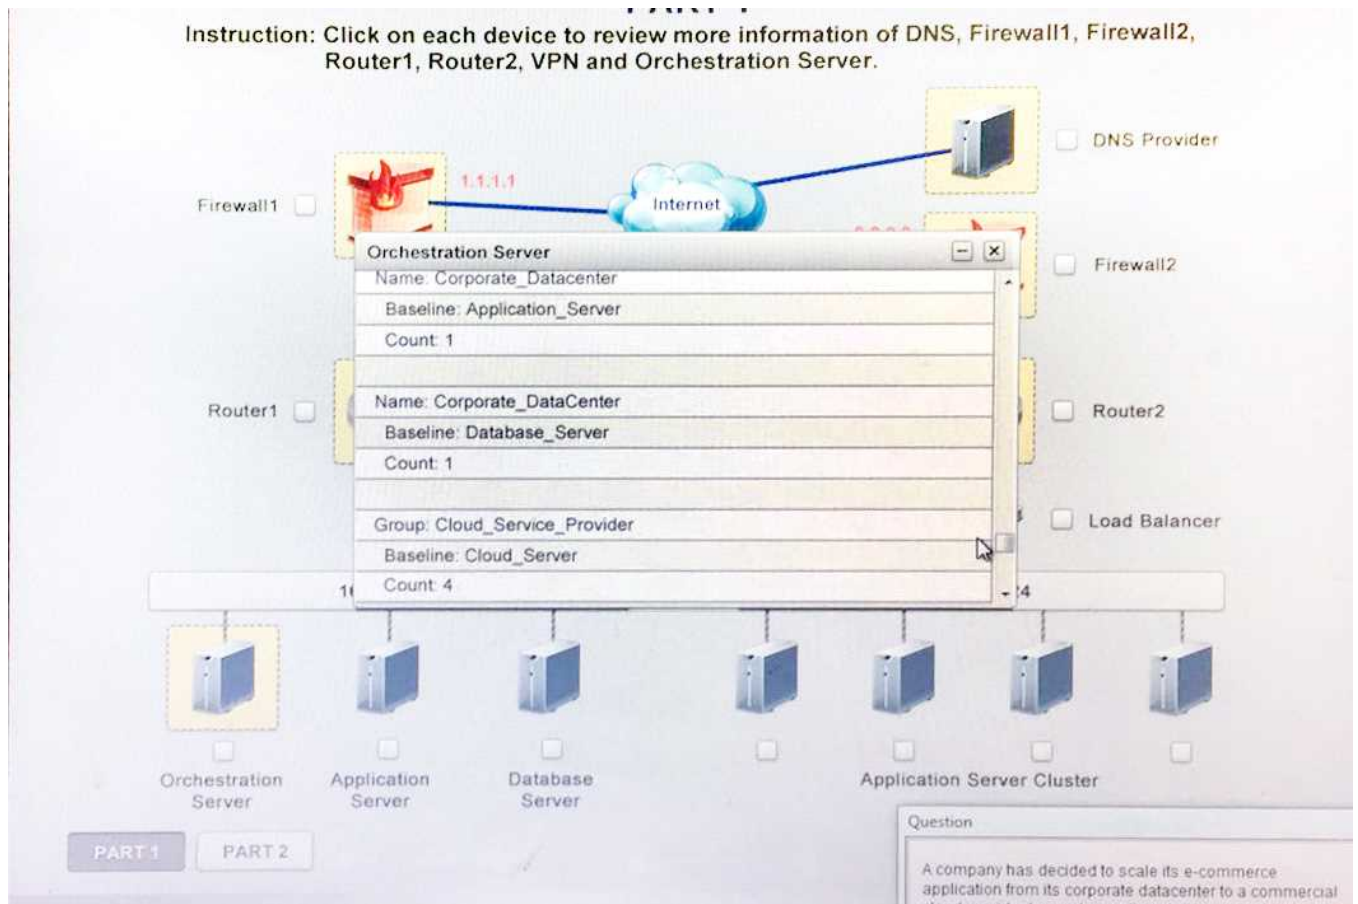 Instruction: Click on each device to review more information of DNS, Firewall1, Firewall2,
Router1, Router2, VPN and Orchestration Server.
DNS Provider
1.1.1.1
Firewall1
Internet
Firewall2
Orchestration Server
Name: Corporate_Datacenter
Baseline: Application_Server
Count: 1
Name: Corporate_DataCenter
Baseline: Database_Server
Count: 1
Group: Cloud_Service_Provider
Baseline: Cloud_Server
Count: 4
Router1
Router2
Load Balancer
Orchestration
Server
Application
Server
Database
Server
Application Server Cluster
PART 1
PART 2
Question
A company has decided to scale its e-commerce
application from its corporate datacenter to a commercial